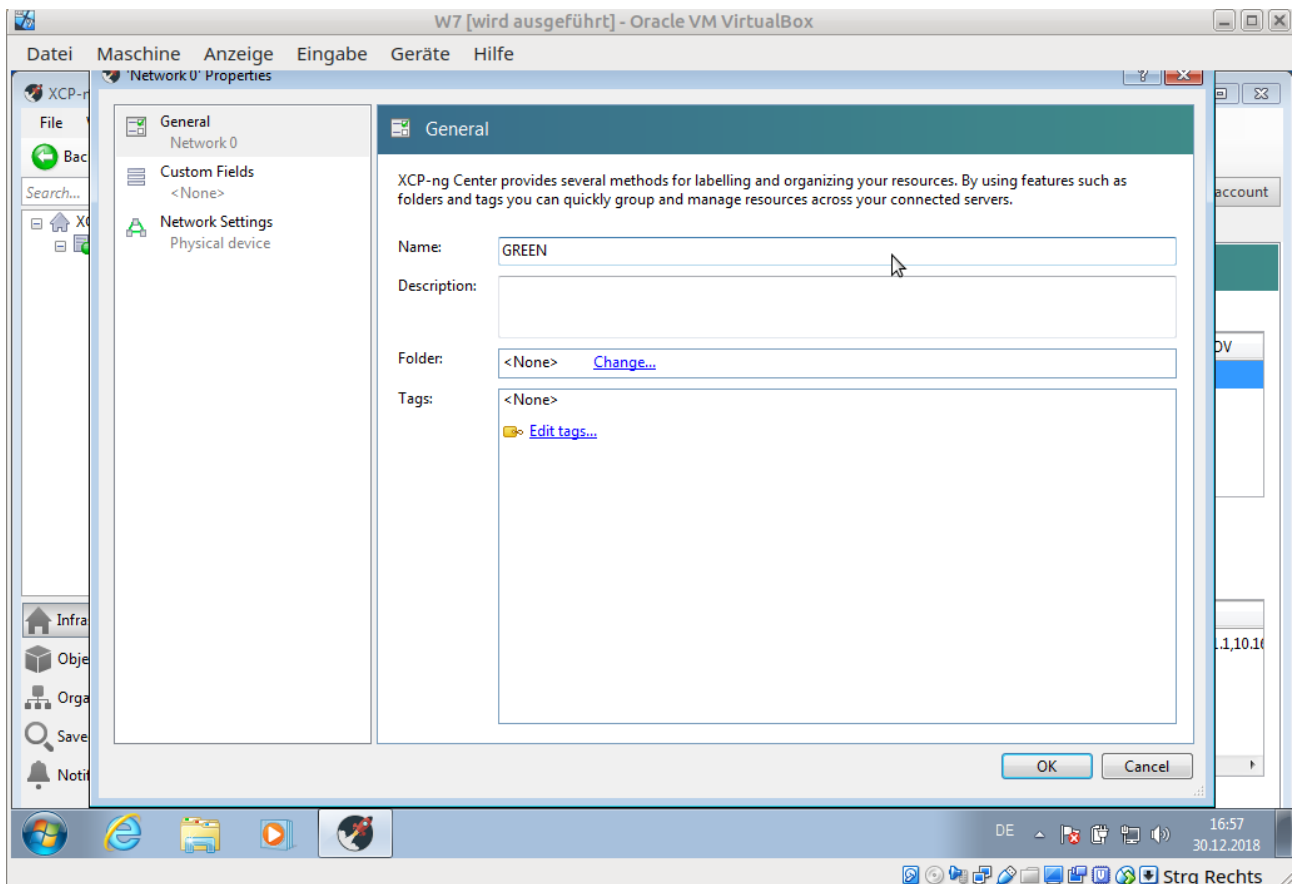 W7 [wird ausgeführt] - Oracle VM VirtualBox
Datei Maschine Anzeige Eingabe Geräte Hilfe
'Network 0' Properties
XCP-n
File
Bac
Search...
account
General
Network 0
Custom Fields
<None>
Network Settings
Physical device
General
XCP-ng Center provides several methods for labelling and organizing your resources. By using features such as
folders and tags you can quickly group and manage resources across your connected servers.
Name: GREEN
Description:
Folder: <None> Change...
Tags: <None>
Edit tags...
OV
Infra
Obje
Orga
Save
Notif
.1,10.16
OK Cancel
DE
16:57
30.12.2018
Strg Rechts